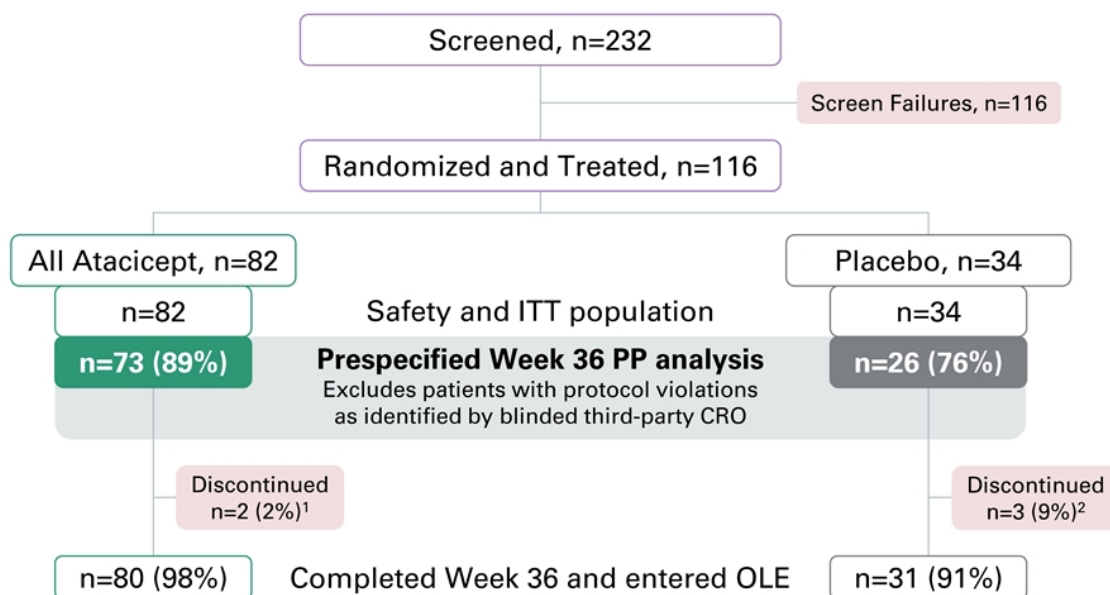 Screened, n=232
Screen Failures, n=116
Randomized and Treated, n=116
All Atacicept, n=82
Placebo, n=34
n=82
Safety and ITT population
n=34
n=73 (89%)
Prespecified Week 36 PP analysis
n=26 (76%)
Excludes patients with protocol violations
as identified by blinded third-party CRO
Discontinued
n=2 (2%)¹
Discontinued
n=3 (9%)²
n=80 (98%)
Completed Week 36 and entered OLE
n=31 (91%)